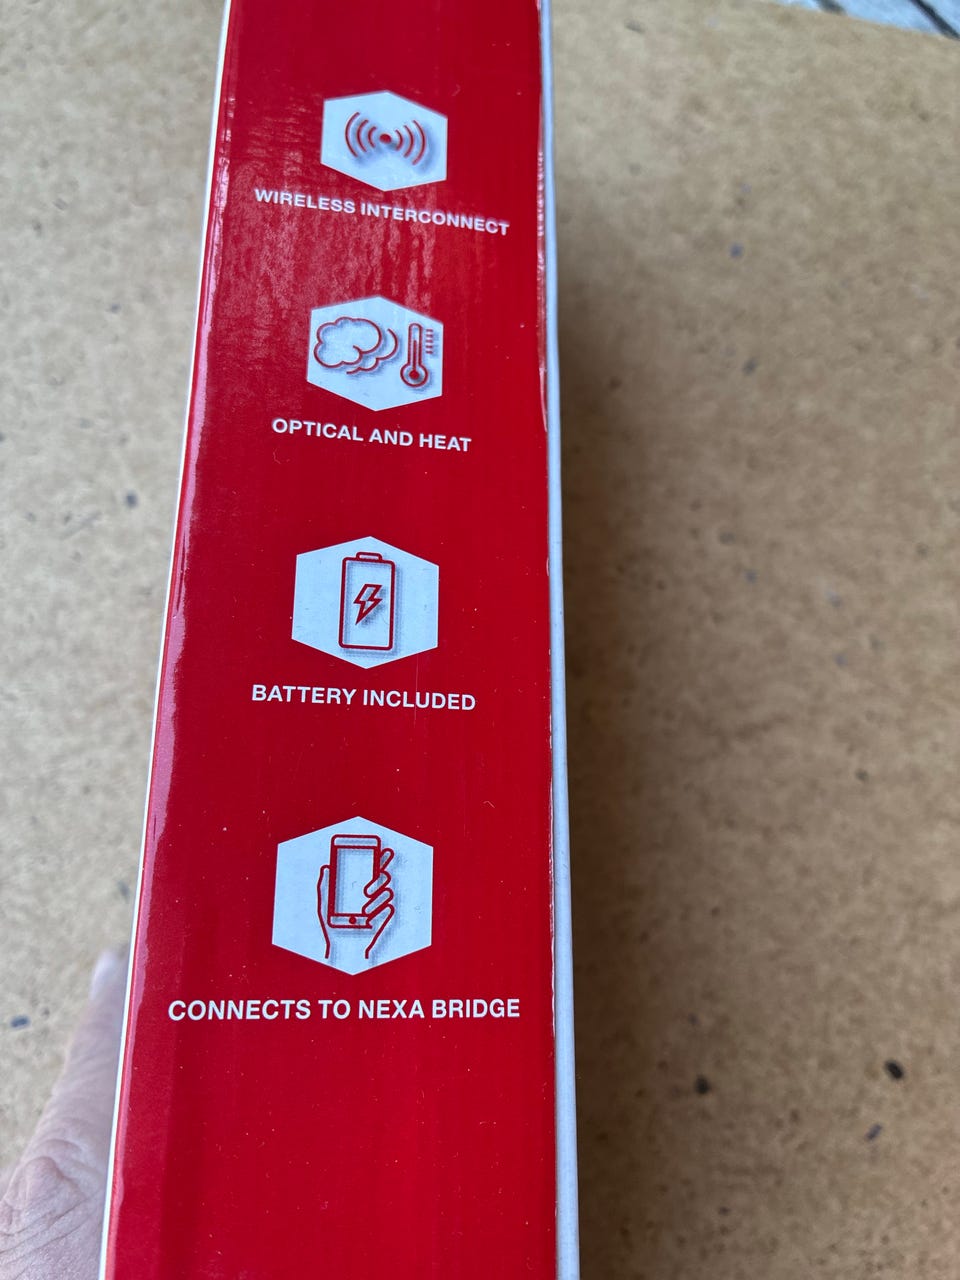 WIRELESS INTERCONNECT
OPTICAL AND HEAT
BATTERY INCLUDED
CONNECTS TO NEXA BRIDGE